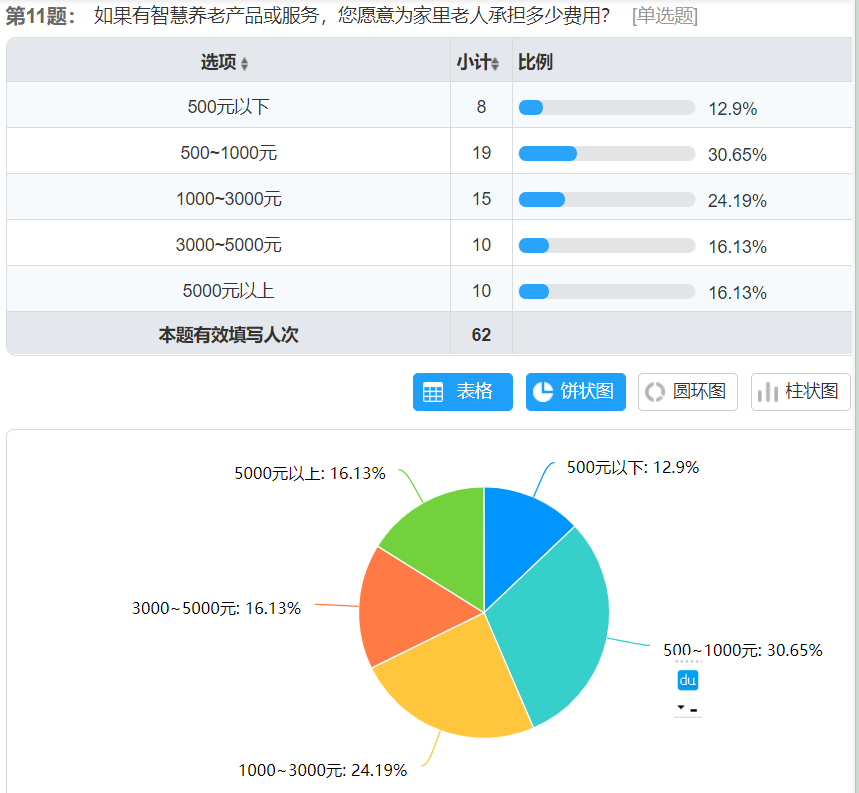 第11题： 如果有智慧养老产品或服务，您愿意为家里老人承担多少费用? [单选题]
选项 小计 比例
500元以下 8 12.9%
500~1000元 19 30.65%
1000~3000元 15 24.19%
3000~5000元 10 16.13%
5000元以上 10 16.13%
本题有效填写人次 62
表格 饼状图 圆环图 柱状图
5000元以上: 16.13%
500元以下: 12.9%
3000~5000元: 16.13%
500~1000元: 30.65%
du
1000~3000元: 24.19%